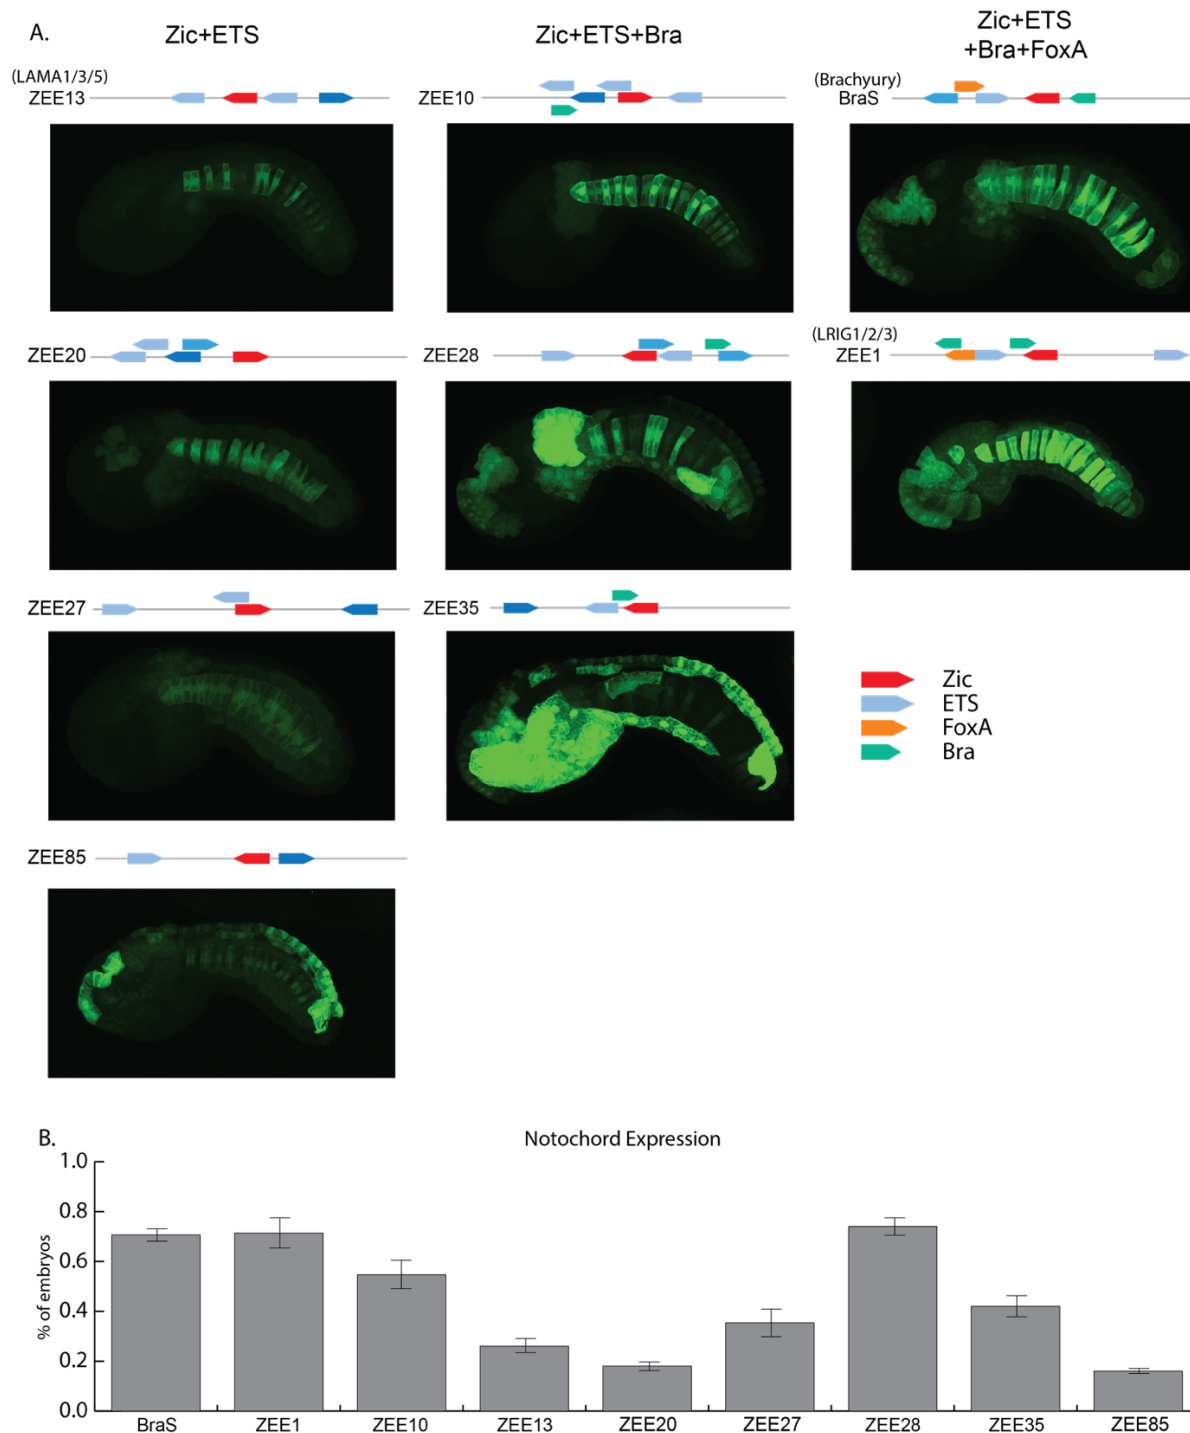 A.
Zic+ETS
Zic+ETS+Bra
Zic+ETS
+Bra+FoxA
(LAMA1/3/5)
ZEE13
ZEE10
(Brachyury)
BraS
ZEE20
ZEE28
(LRIG1/2/3)
ZEE1
ZEE27
ZEE35
Zic
ETS
FoxA
Bra
ZEE85
B.
Notochord Expression
% of embryos
1.0
0.8
0.6
0.4
0.2
0.0
BraS ZEE1 ZEE10 ZEE13 ZEE20 ZEE27 ZEE28 ZEE35 ZEE85